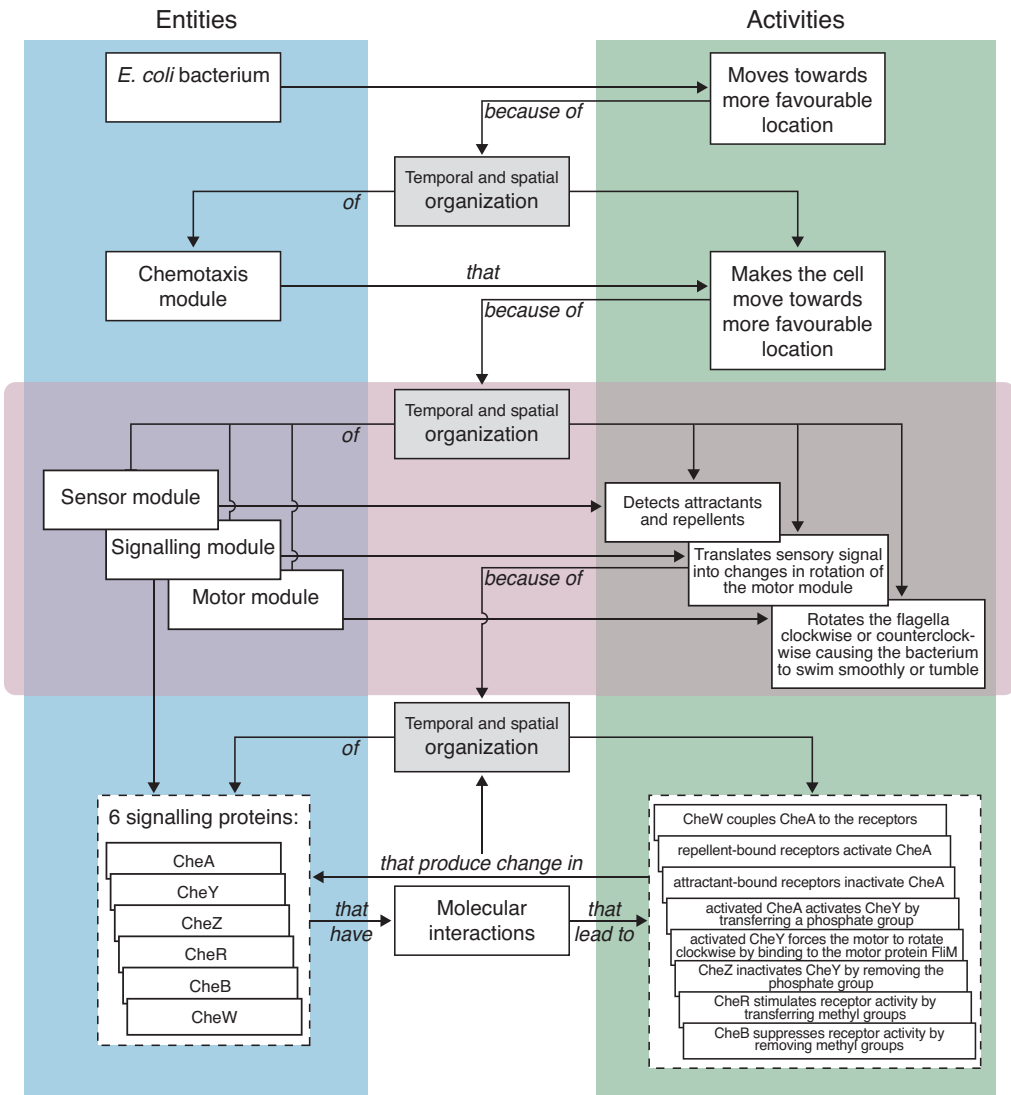 Entities
Activities
E. coli bacterium
Moves towards
more favourable
location
because of
Temporal and spatial
organization
of
Chemotaxis
module
that
Makes the cell
move towards
more favourable
location
because of
Temporal and spatial
organization
of
Sensor module
Signalling module
Motor module
Detects attractants
and repellents
Translates sensory signal
into changes in rotation of
the motor module
because of
Rotates the flagella
clockwise or counterclock-
wise causing the bacterium
to swim smoothly or tumble
Temporal and spatial
organization
of
6 signalling proteins:
CheA
CheY
CheZ
CheR
CheB
CheW
that produce change in
that
have
Molecular
interactions
that
lead to
CheW couples CheA to the receptors
repellent-bound receptors activate CheA
attractant-bound receptors inactivate CheA
activated CheA activates CheY by
transferring a phosphate group
activated CheY forces the motor to rotate
clockwise by binding to the motor protein FliM
CheZ inactivates CheY by removing the
phosphate group
CheR stimulates receptor activity by
transferring methyl groups
CheB suppresses receptor activity by
removing methyl groups